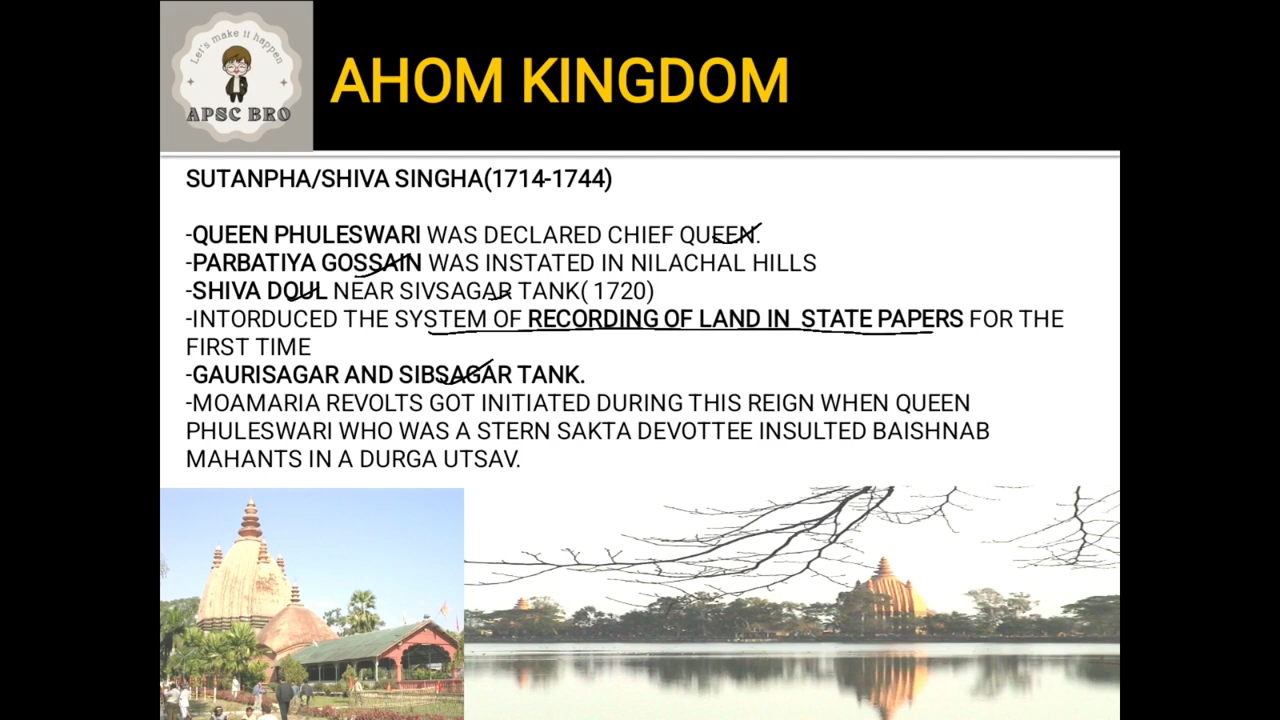 Let's make it happen
APSC BRO
AHOM KINGDOM
SUTANPHA/SHIVA SINGHA(1714-1744)
-QUEEN PHULESWARI WAS DECLARED CHIEF QUEEN.
-PARBATIYA GOSSAIN WAS INSTATED IN NILACHAL HILLS
-SHIVA DOUL NEAR SIVSAGAR TANK( 1720)
-INTORDUCED THE SYSTEM OF RECORDING OF LAND IN STATE PAPERS FOR THE
FIRST TIME
-GAURISAGAR AND SIBSAGAR TANK.
-MOAMARIA REVOLTS GOT INITIATED DURING THIS REIGN WHEN QUEEN
PHULESWARI WHO WAS A STERN SAKTA DEVOTTEE INSULTED BAISHNAB
MAHANTS IN A DURGA UTSAV.